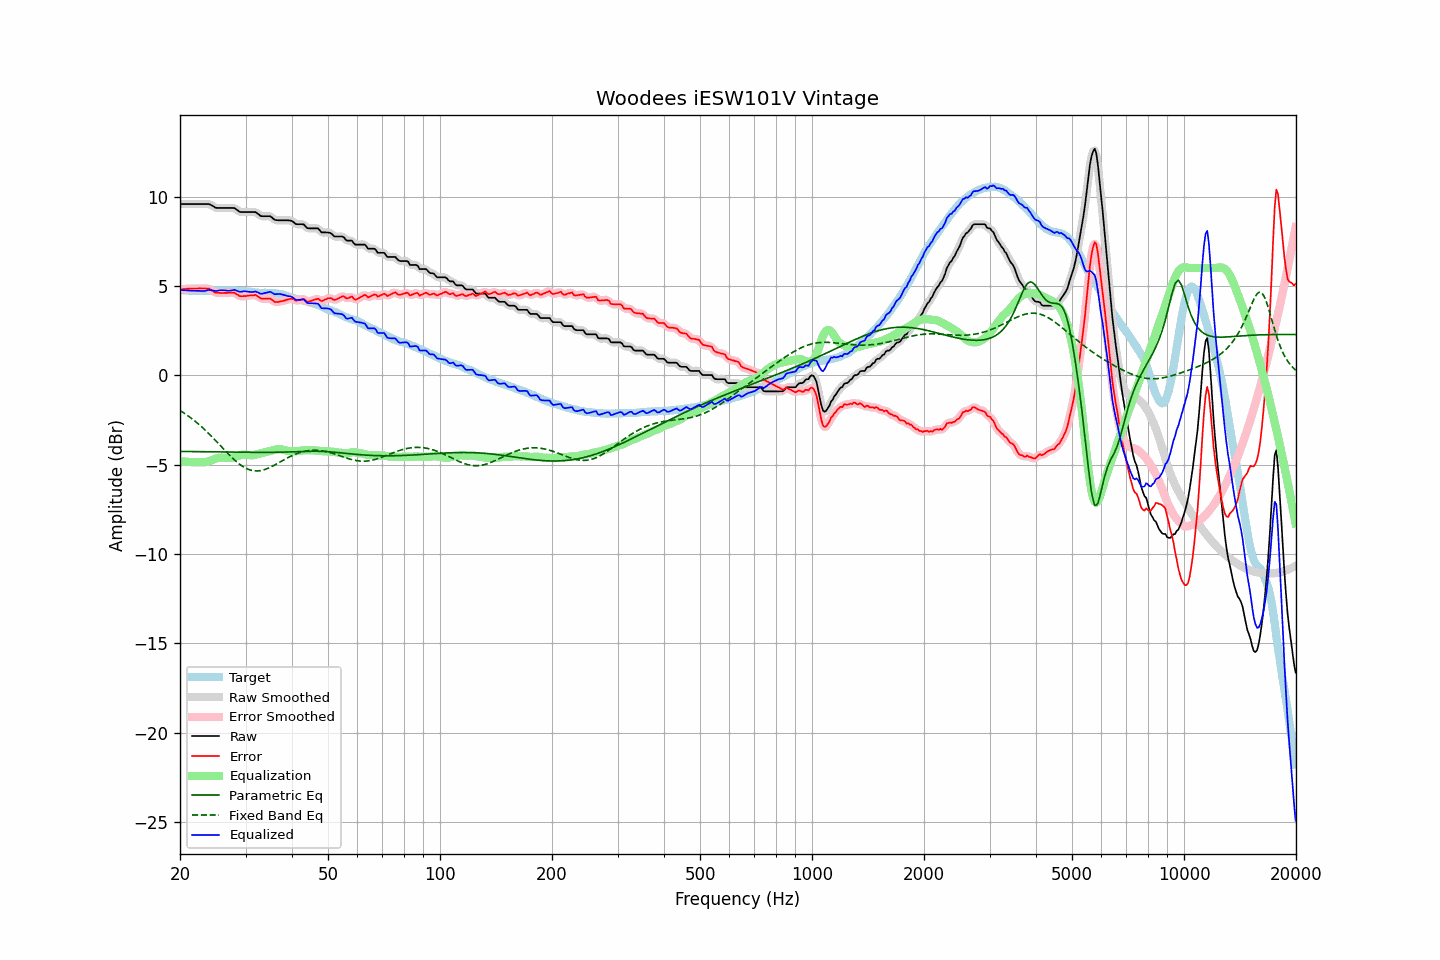 Woodees iESW101V Vintage
Amplitude (dBr)
10
5
0
−5
−10
−15
−20
−25
Target
Raw Smoothed
Error Smoothed
Raw
Error
Equalization
Parametric Eq
Fixed Band Eq
Equalized
20 50 100 200 500 1000 2000 5000 10000 20000
Frequency (Hz)